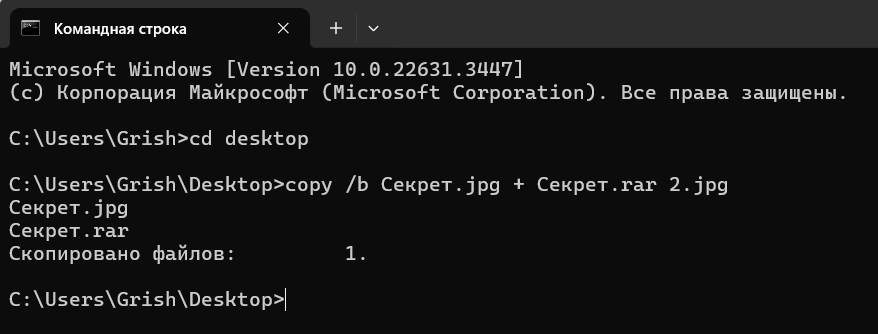 Командная строка
Microsoft Windows [Version 10.0.22631.3447]
(c) Корпорация Майкрософт (Microsoft Corporation). Все права защищены.
C:\Users\Grish>cd desktop
C:\Users\Grish\Desktop>copy /b Секрет.jpg + Секрет.rar 2.jpg
Секрет.jpg
Секрет.rar
Скопировано файлов:         1.
C:\Users\Grish\Desktop>